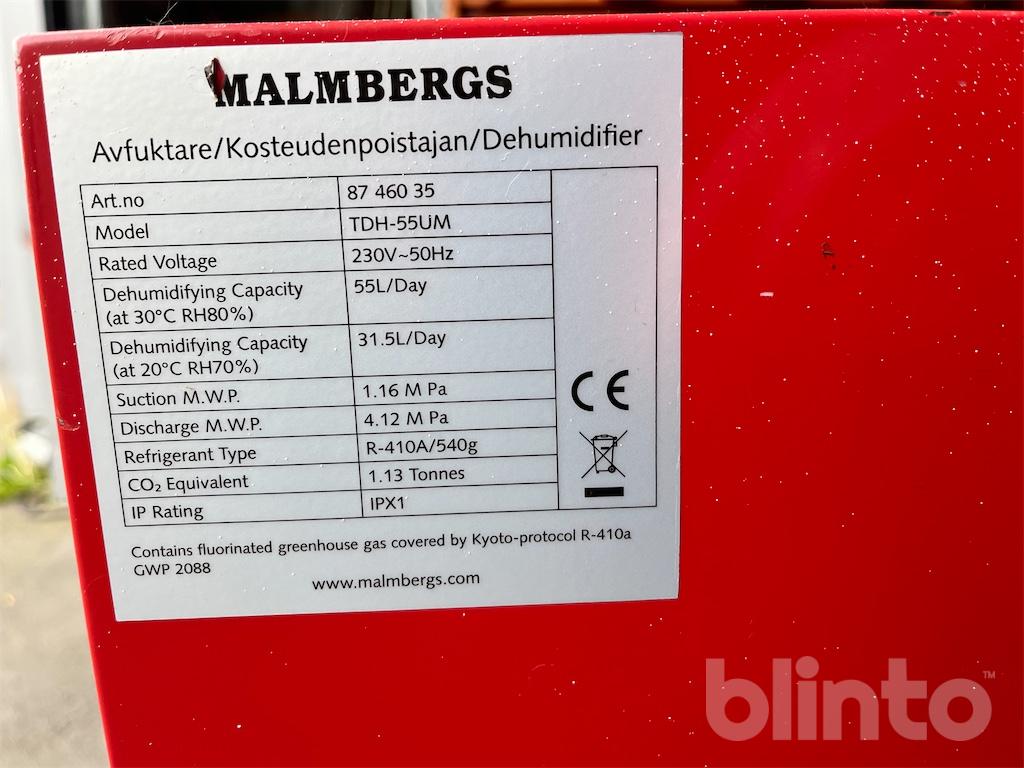 MALMBERGS
Avfuktare/Kosteudenpoistajan/Dehumidifier
Art.no 87 460 35
Model TDH-55UM
Rated Voltage 230V~50Hz
Dehumidifying Capacity 55L/Day
(at 30°C RH80%)
Dehumidifying Capacity 31.5L/Day
(at 20°C RH70%)
Suction M.W.P. 1.16 M Pa
Discharge M.W.P. 4.12 M Pa
Refrigerant Type R-410A/540g
CO₂ Equivalent 1.13 Tonnes
IP Rating IPX1
CE
Contains fluorinated greenhouse gas covered by Kyoto-protocol R-410a
GWP 2088
www.malmbergs.com
blinto™